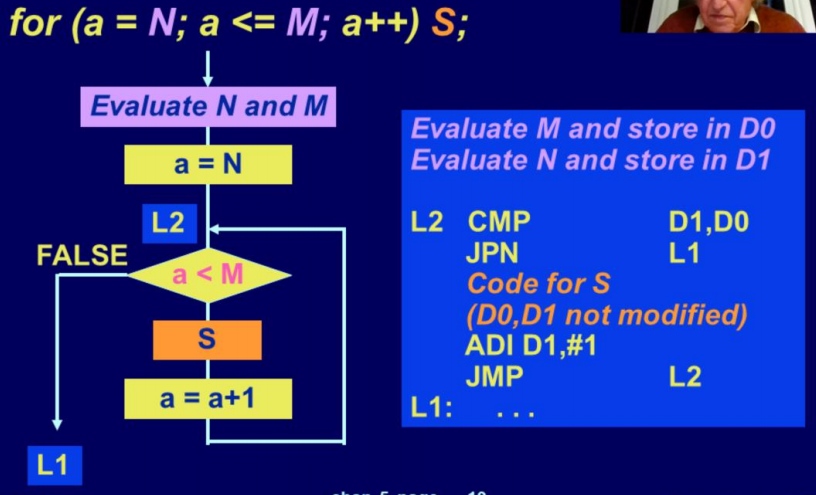 for (a = N; a <= M; a++) S;
Evaluate N and M
a = N
L2
FALSE
a < M
S
a = a+1
L1
Evaluate M and store in D0
Evaluate N and store in D1
L2 CMP D1,D0
JPN L1
Code for S
(D0,D1 not modified)
ADI D1,#1
JMP L2
L1: ...